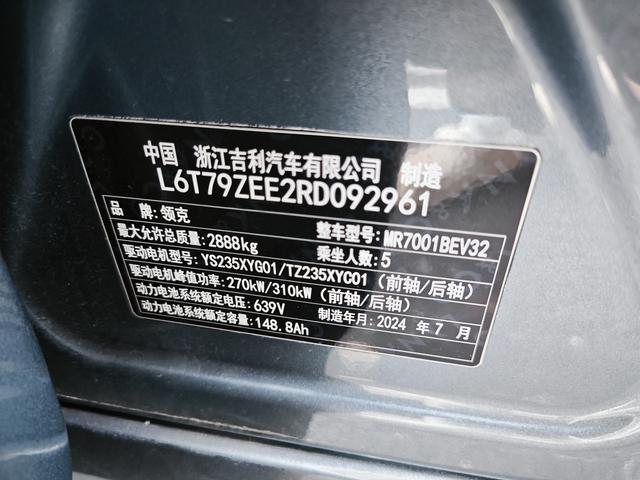 中国 浙江吉利汽车有限公司 制造
L6T79ZEE2RD092961
品 牌:领克 整车型号:MR7001BEV32
最大允许总质量:2888kg 乘坐人数:5
驱动电机型号:YS235XYG01/TZ235XYC01(前轴/后轴)
驱动电机峰值功率:270kW/310kW(前轴/后轴)
动力电池系统额定电压:639V 制造年月:2024 年 7 月
动力电池系统额定容量:148.8Ah